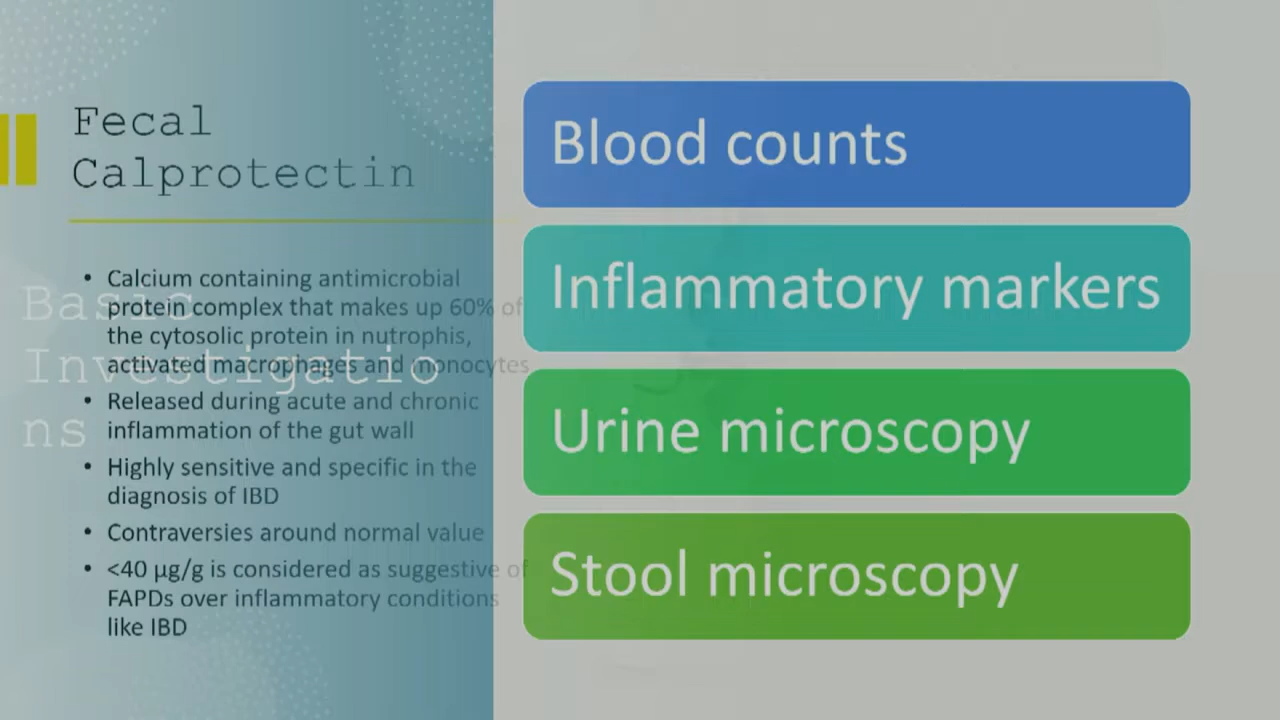 Fecal
Calprotectin
• Calcium containing antimicrobial
protein complex that makes up 60% of
the cytosolic protein in nutrophis,
activated macrophages and monocytes
• Released during acute and chronic
inflammation of the gut wall
• Highly sensitive and specific in the
diagnosis of IBD
• Contraversies around normal value
• <40 µg/g is considered as suggestive of
FAPDs over inflammatory conditions
like IBD
Basic
Investigatio
ns
Blood counts
Inflammatory markers
Urine microscopy
Stool microscopy